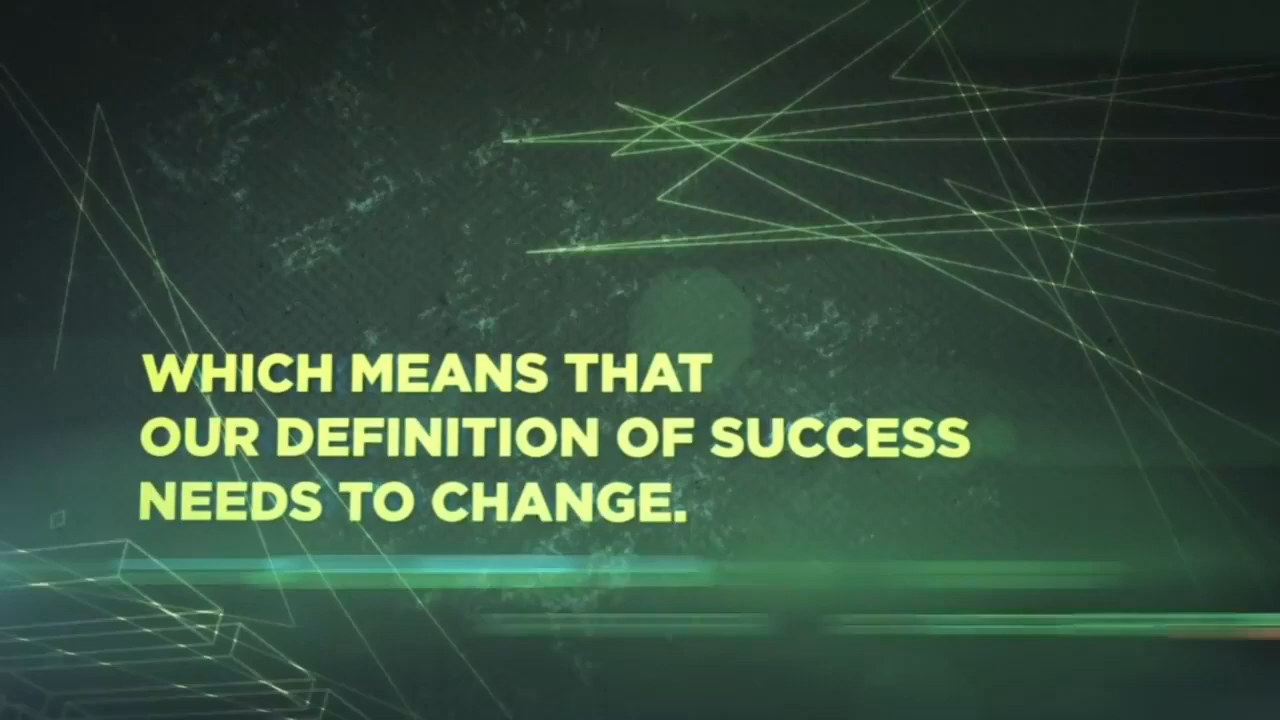 WHICH MEANS THAT
OUR DEFINITION OF SUCCESS
NEEDS TO CHANGE.